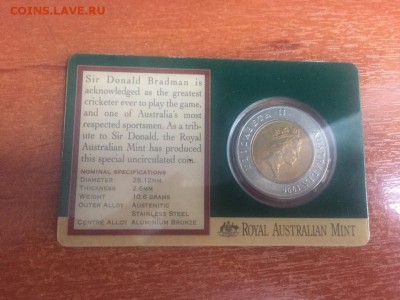 COINS.LAVE.RU
Sir Donald Bradman is
acknowledged as the greatest
cricketer ever to play the game,
and one of Australia's most
respected sportsmen. As a trib-
ute to Sir Donald, the Royal
Australian Mint has produced
this special uncirculated coin.
NOMINAL SPECIFICATIONS
DIAMETER 28.12MM
THICKNESS 2.6MM
WEIGHT 10.6 GRAMS
OUTER ALLOY AUSTENITIC
STAINLESS STEEL
CENTRE ALLOY ALUMINIUM BRONZE
ELIZABETH II
ROYAL AUSTRALIAN MINT